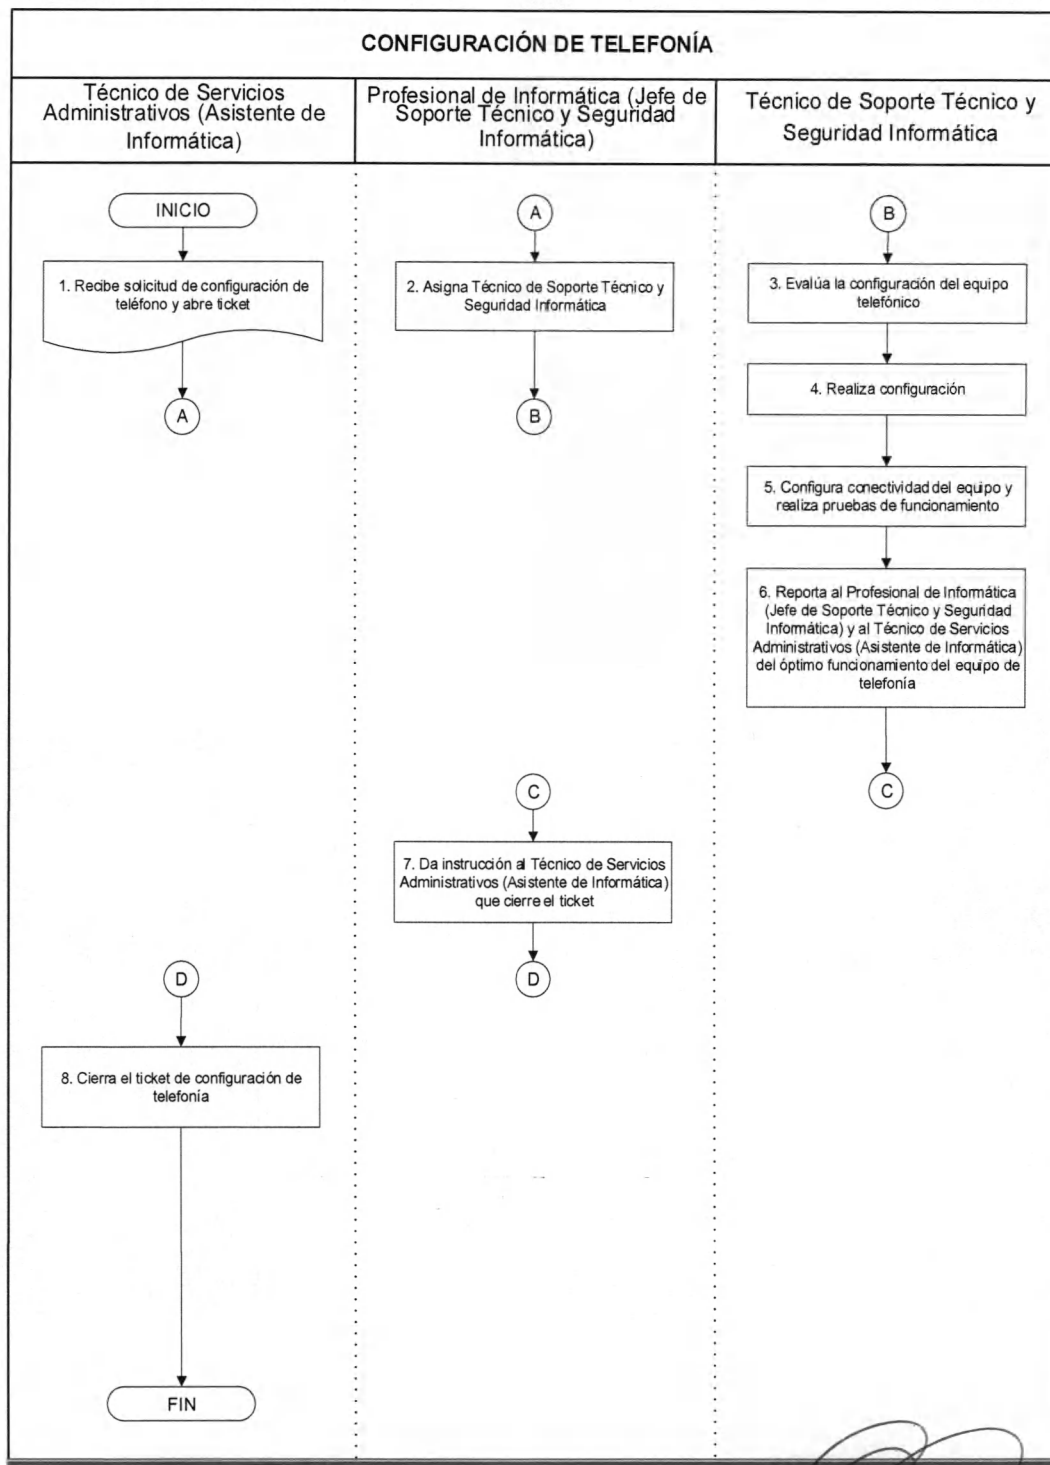 CONFIGURACIÓN DE TELEFONÍA
Técnico de Servicios
Administrativos (Asistente de
Informática)
Profesional de Informática (Jefe de
Soporte Técnico y Seguridad
Informática)
Técnico de Soporte Técnico y
Seguridad Informática
INICIO
1. Recibe solicitud de configuración de
teléfono y abre ticket
A
A
2. Asigna Técnico de Soporte Técnico y
Seguridad Informática
B
B
3. Evalúa la configuración del equipo
telefónico
4. Realiza configuración
5. Configura conectividad del equipo y
realiza pruebas de funcionamiento
6. Reporta al Profesional de Informática
(Jefe de Soporte Técnico y Seguridad
Informática) y al Técnico de Servicios
Administrativos (Asistente de Informática)
del óptimo funcionamiento del equipo de
telefonía
C
C
7. Da instrucción al Técnico de Servicios
Administrativos (Asistente de Informática)
que cierre el ticket
D
D
8. Cierra el ticket de configuración de
telefonía
FIN